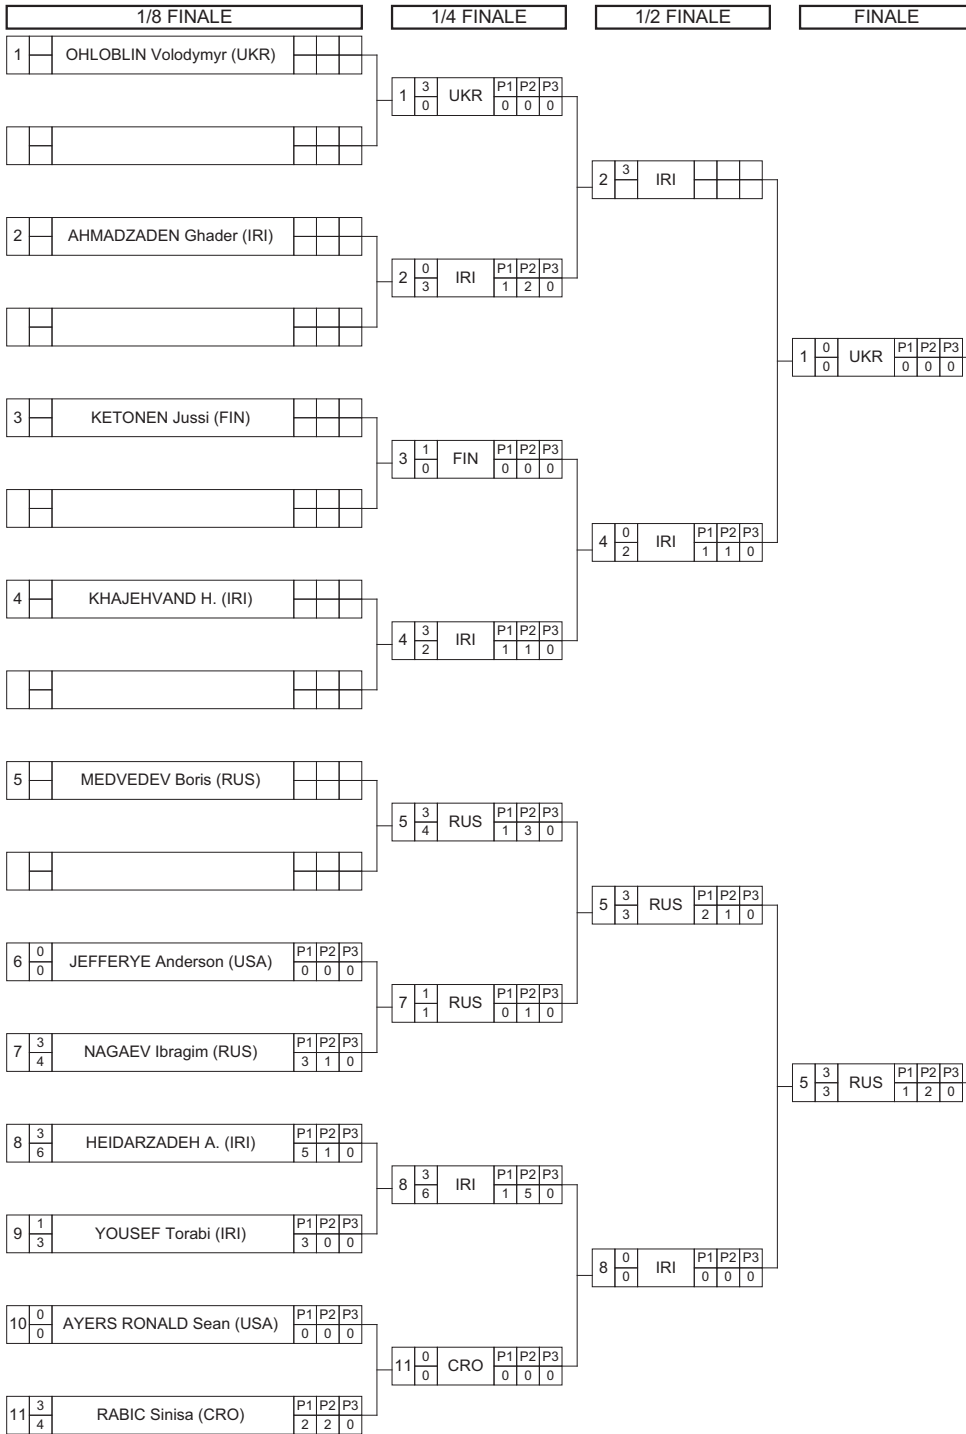 1/8 FINALE 1/4 FINALE 1/2 FINALE FINALE
1 OHLOBLIN Volodymyr (UKR)
1 3 0 UKR P1 P2 P3 0 0 0
2 3 IRI
2 AHMADZADEN Ghader (IRI)
2 0 3 IRI P1 P2 P3 1 2 0
1 0 0 UKR P1 P2 P3 0 0 0
3 KETONEN Jussi (FIN)
3 1 0 FIN P1 P2 P3 0 0 0
4 0 2 IRI P1 P2 P3 1 1 0
4 KHAJEHVAND H. (IRI)
4 3 2 IRI P1 P2 P3 1 1 0
5 MEDVEDEV Boris (RUS)
5 3 4 RUS P1 P2 P3 1 3 0
5 3 3 RUS P1 P2 P3 2 1 0
6 0 0 JEFFERYE Anderson (USA) P1 P2 P3 0 0 0
7 1 1 RUS P1 P2 P3 0 1 0
7 3 4 NAGAEV Ibragim (RUS) P1 P2 P3 3 1 0
5 3 3 RUS P1 P2 P3 1 2 0
8 3 6 HEIDARZADEH A. (IRI) P1 P2 P3 5 1 0
8 3 6 IRI P1 P2 P3 1 5 0
9 1 3 YOUSEF Torabi (IRI) P1 P2 P3 3 0 0
8 0 0 IRI P1 P2 P3 0 0 0
10 0 0 AYERS RONALD Sean (USA) P1 P2 P3 0 0 0
11 0 0 CRO P1 P2 P3 0 0 0
11 3 4 RABIC Sinisa (CRO) P1 P2 P3 2 2 0